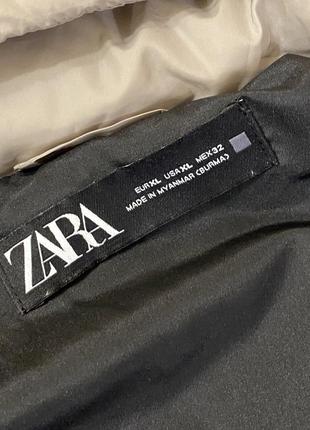 ZARA
EUR XL USA XL MEX 32
MADE IN MYANMAR (BURMA)